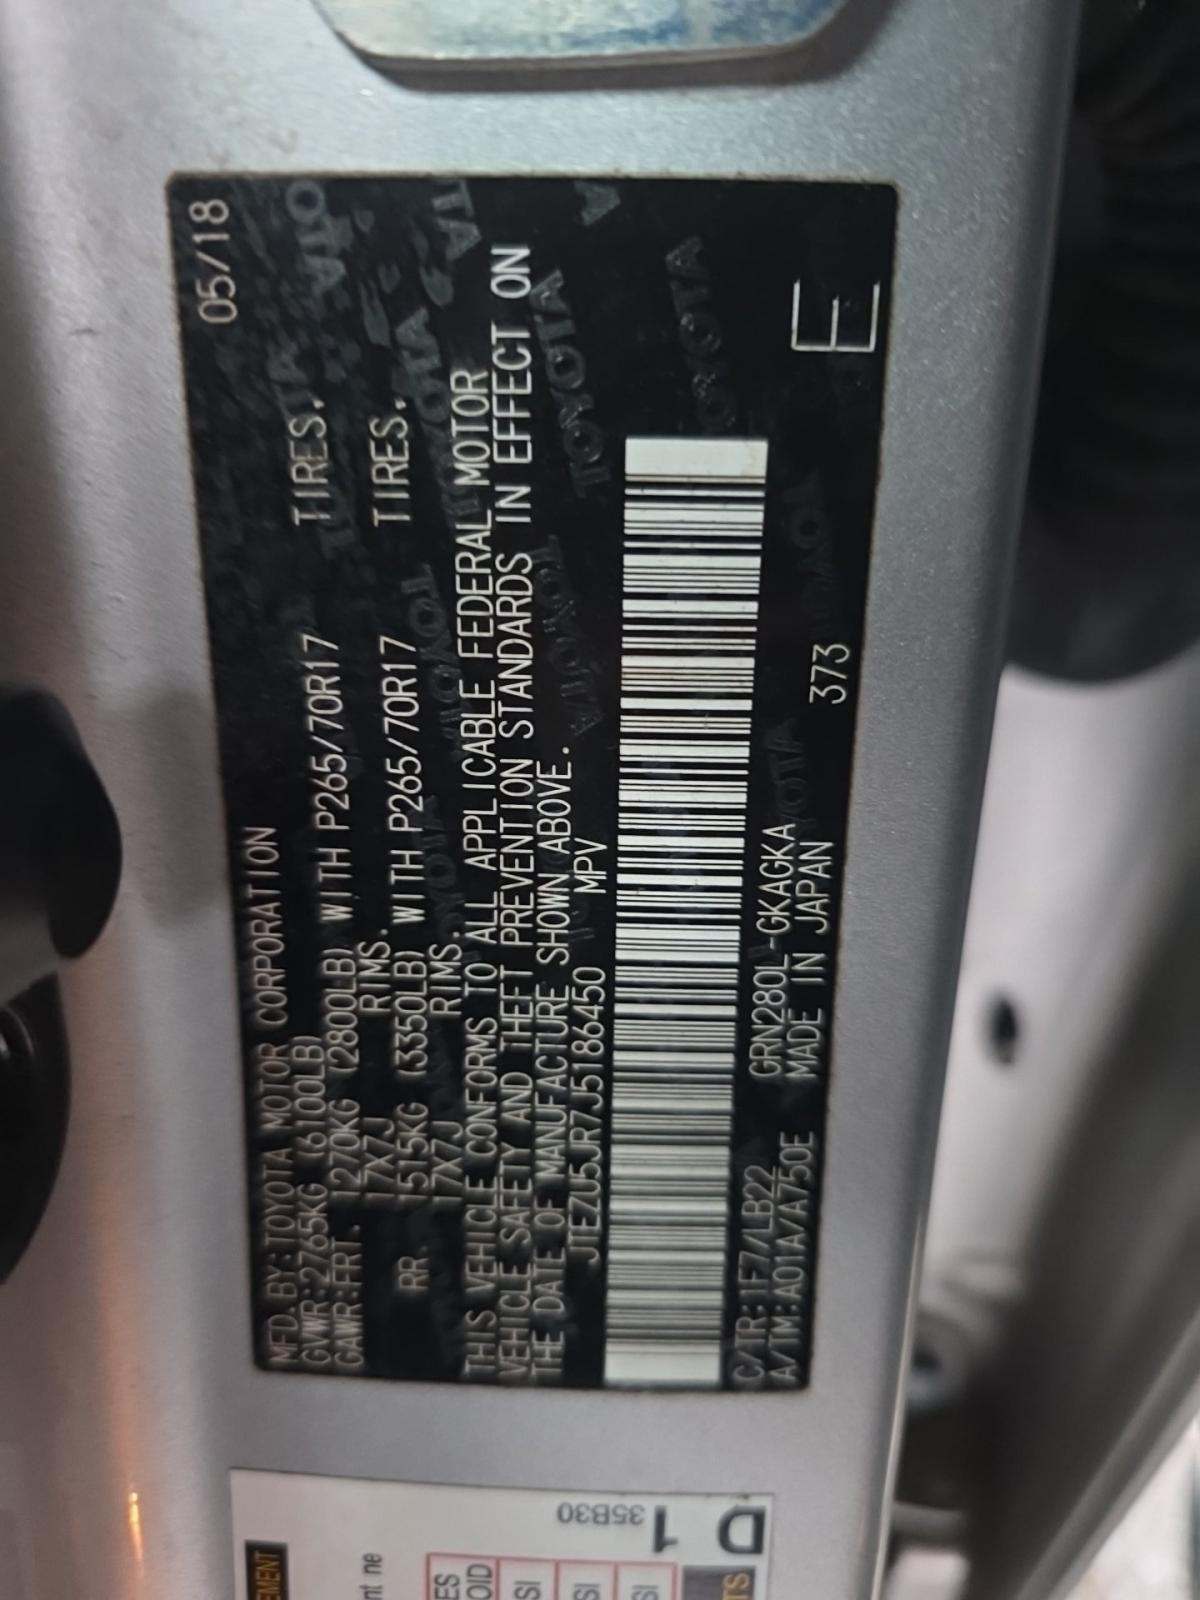 05/18
MFD.BY:TOYOTA MOTOR CORPORATION
GVWR:2765KG (6100LB)
GAWR:FRT. 1270KG (2800LB) WITH P265/70R17 TIRES.
17X7J RIMS.
RR. 1515KG (3350LB) WITH P265/70R17 TIRES.
17X7J RIMS.
THIS VEHICLE CONFORMS TO ALL APPLICABLE FEDERAL MOTOR
VEHICLE SAFETY AND THEFT PREVENTION STANDARDS IN EFFECT ON
THE DATE OF MANUFACTURE SHOWN ABOVE.
JTEZU5JR7J5186450 MPV
C/TR:1F7/LB22 GRN280L-GKAGKA
A/TM:A01A/A750E MADE IN JAPAN 373 E
TOYOTA
35B30
D1